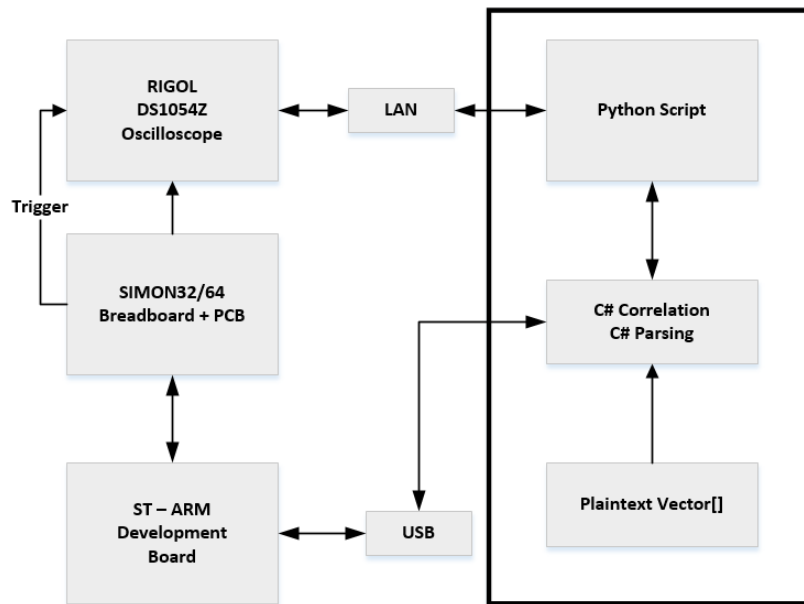 RIGOL
DS1054Z
Oscilloscope
LAN
Python Script
Trigger
SIMON32/64
Breadboard + PCB
C# Correlation
C# Parsing
ST – ARM
Development
Board
USB
Plaintext Vector[]